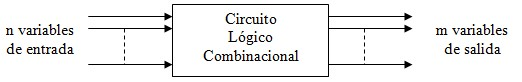 n variables
de entrada
Circuito
Lógico
Combinacional
m variables
de salida